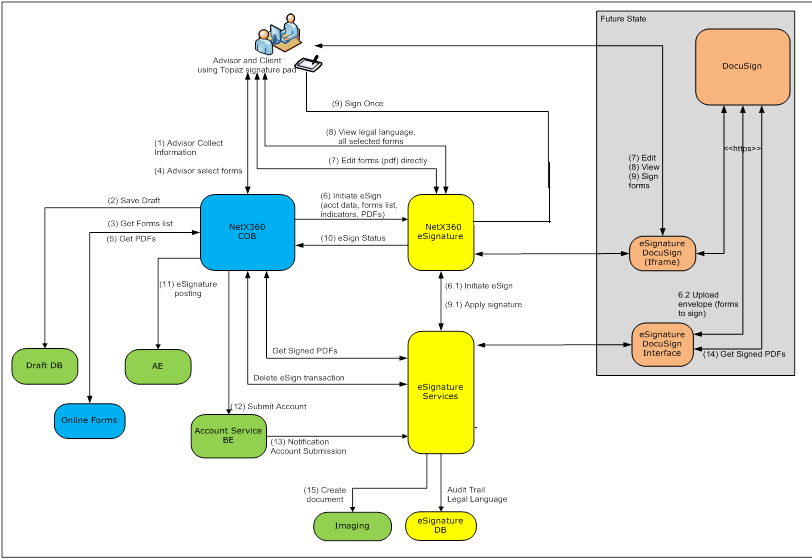 Future State
DocuSign
Advisor and Client
using Topaz signature pad
(9) Sign Once
(8) View legal language,
all selected forms
(7) Edit forms (pdf) directly
(1) Advisor Collect
Information
(4) Advisor select forms
<<https>>
(7) Edit
(8) View
(9) Sign
forms
(2) Save Draft
(3) Get Forms list
(5) Get PDFs
NetX360
COB
(6) Initiate eSign
(acct data, forms list,
indicators, PDFs)
(10) eSign Status
NetX360
eSignature
eSignature
DocuSign
(Iframe)
(11) eSignature
posting
(6.1) Initiate eSign
(9.1) Apply signature
6.2 Upload
envelope (forms
to sign)
eSignature
DocuSign
Interface
(14) Get Signed PDFs
Get Signed PDFs
Draft DB
AE
Delete eSign transaction
eSignature
Services
Online Forms
(12) Submit Account
Account Service
BE
(13) Notification
Account Submission
(15) Create
document
Audit Trail
Legal Language
Imaging
eSignature
DB